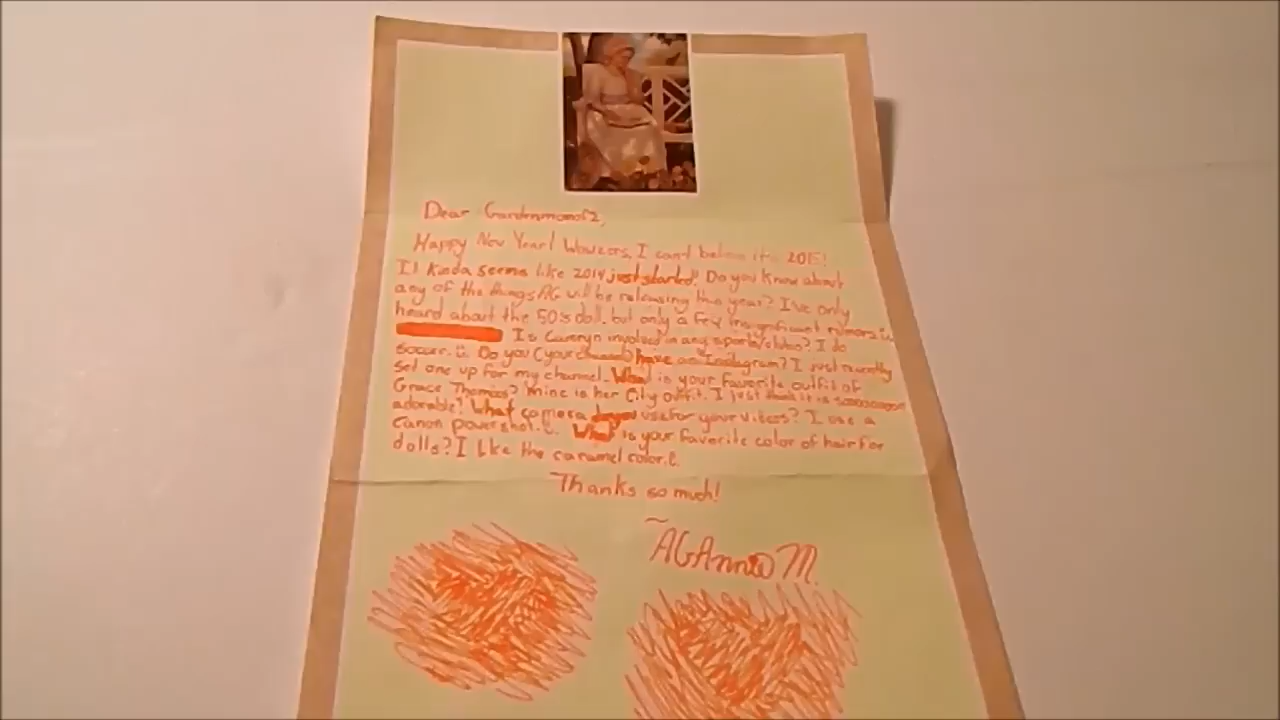 Dear Gardenmomof2,
Happy New Year! Wowzers, I can't believe it's 2015!
It kinda seems like 2014 just started! Do you know about
any of the things AG will be releasing this year? I've only
heard about the 50's doll, but only a few insignificant rumors
Is Camryn involved in any sports/clubs? I do
soccer. Do you (your channel) have an Instagram? I just recently
set one up for my channel. What is your favorite outfit of
Grace Thomas? Mine is her City outfit. I just think it is
adorable! What camera do you use for your videos? I use a
canon powershot. What is your favorite color of hair for
dolls? I like the caramel color.
Thanks so much!
~AGAnnie M.